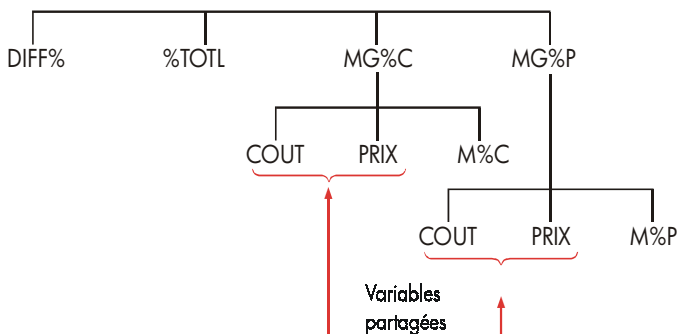 DIFF% %TOTL MG%C MG%P
COUT PRIX M%C
COUT PRIX M%P
Variables
partagées